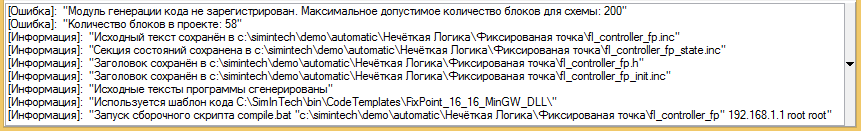 [Ошибка]: "Модуль генерации кода не зарегистрирован. Максимальное допустимое количество блоков для схемы: 200"
[Ошибка]: "Количество блоков в проекте: 58"
[Информация]: "Исходный текст сохранён в c:\simintech\demo\automatic\Нечёткая Логика\Фиксированая точка\fl_controller_fp.inc"
[Информация]: "Секция состояний сохранена в c:\simintech\demo\automatic\Нечёткая Логика\Фиксированая точка\fl_controller_fp_state.inc"
[Информация]: "Заголовок сохранён в c:\simintech\demo\automatic\Нечёткая Логика\Фиксированая точка\fl_controller_fp.h"
[Информация]: "Заголовок сохранён в c:\simintech\demo\automatic\Нечёткая Логика\Фиксированая точка\fl_controller_fp_init.inc"
[Информация]: "Исходные тексты программы сгенерированы"
[Информация]: "Используется шаблон кода C:\SimInTech\bin\CodeTemplates\FixPoint_16_16_MinGW_DLL\"
[Информация]: "Запуск сборочного скрипта compile.bat "c:\simintech\demo\automatic\Нечёткая Логика\Фиксированая точка\fl_controller_fp" 192.168.1.1 root root"